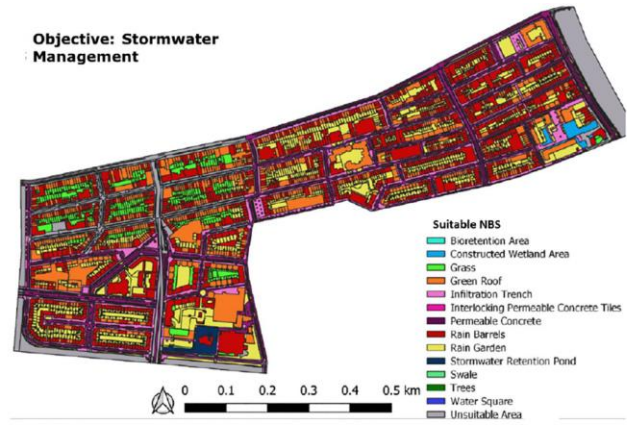 Objective: Stormwater
Management
Suitable NBS
Bioretention Area
Constructed Wetland Area
Grass
Green Roof
Infiltration Trench
Interlocking Permeable Concrete Tiles
Permeable Concrete
Rain Barrels
Rain Garden
Stormwater Retention Pond
Swale
Trees
Water Square
Unsuitable Area
0 0.1 0.2 0.3 0.4 0.5 km